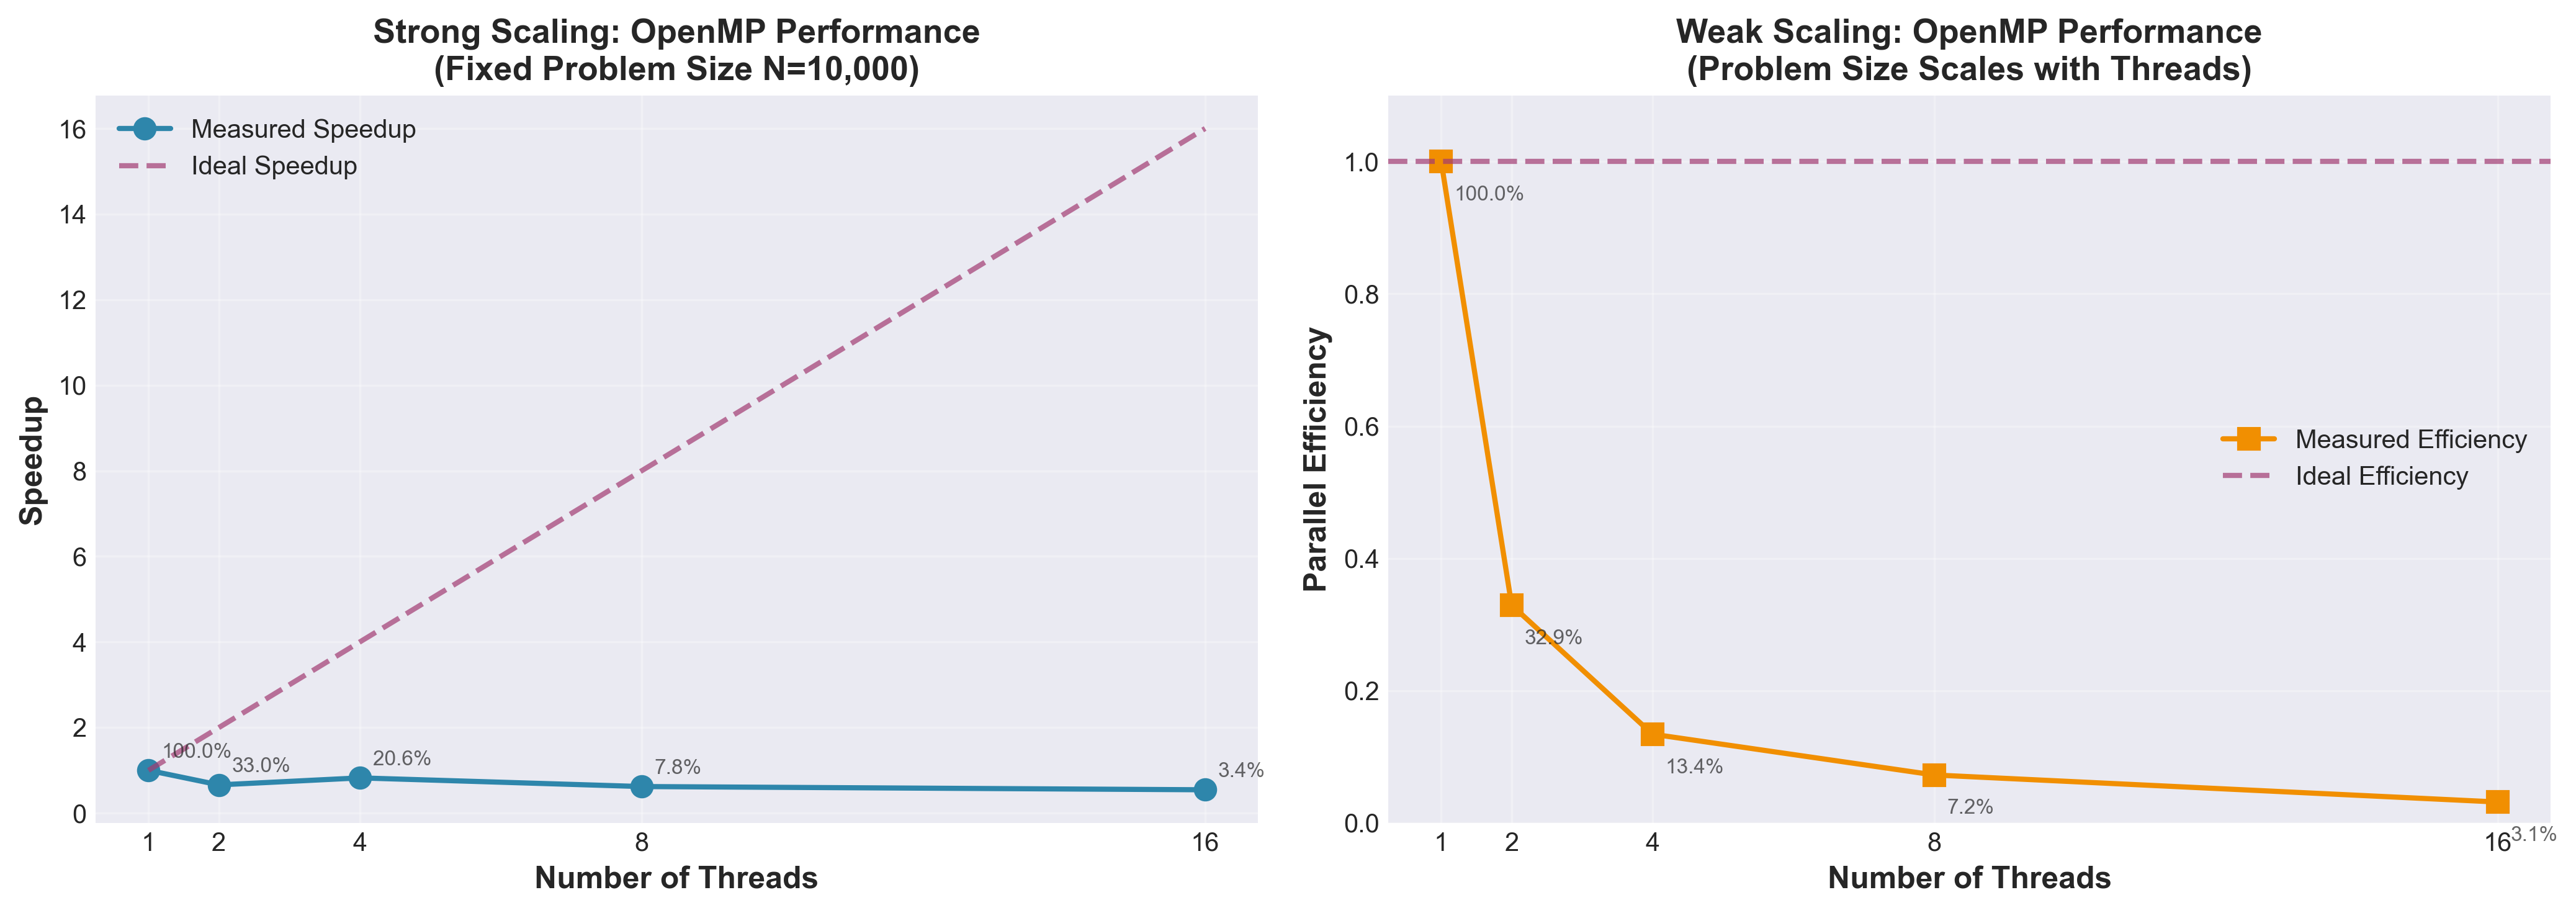 Strong Scaling: OpenMP Performance
(Fixed Problem Size N=10,000)
Measured Speedup
Ideal Speedup
Speedup
16
14
12
10
8
6
4
2
0
100.0%
33.0%
20.6%
7.8%
3.4%
1
2
4
8
16
Number of Threads
Weak Scaling: OpenMP Performance
(Problem Size Scales with Threads)
Measured Efficiency
Ideal Efficiency
Parallel Efficiency
1.0
0.8
0.6
0.4
0.2
0.0
100.0%
32.9%
13.4%
7.2%
3.1%
1
2
4
8
16
Number of Threads